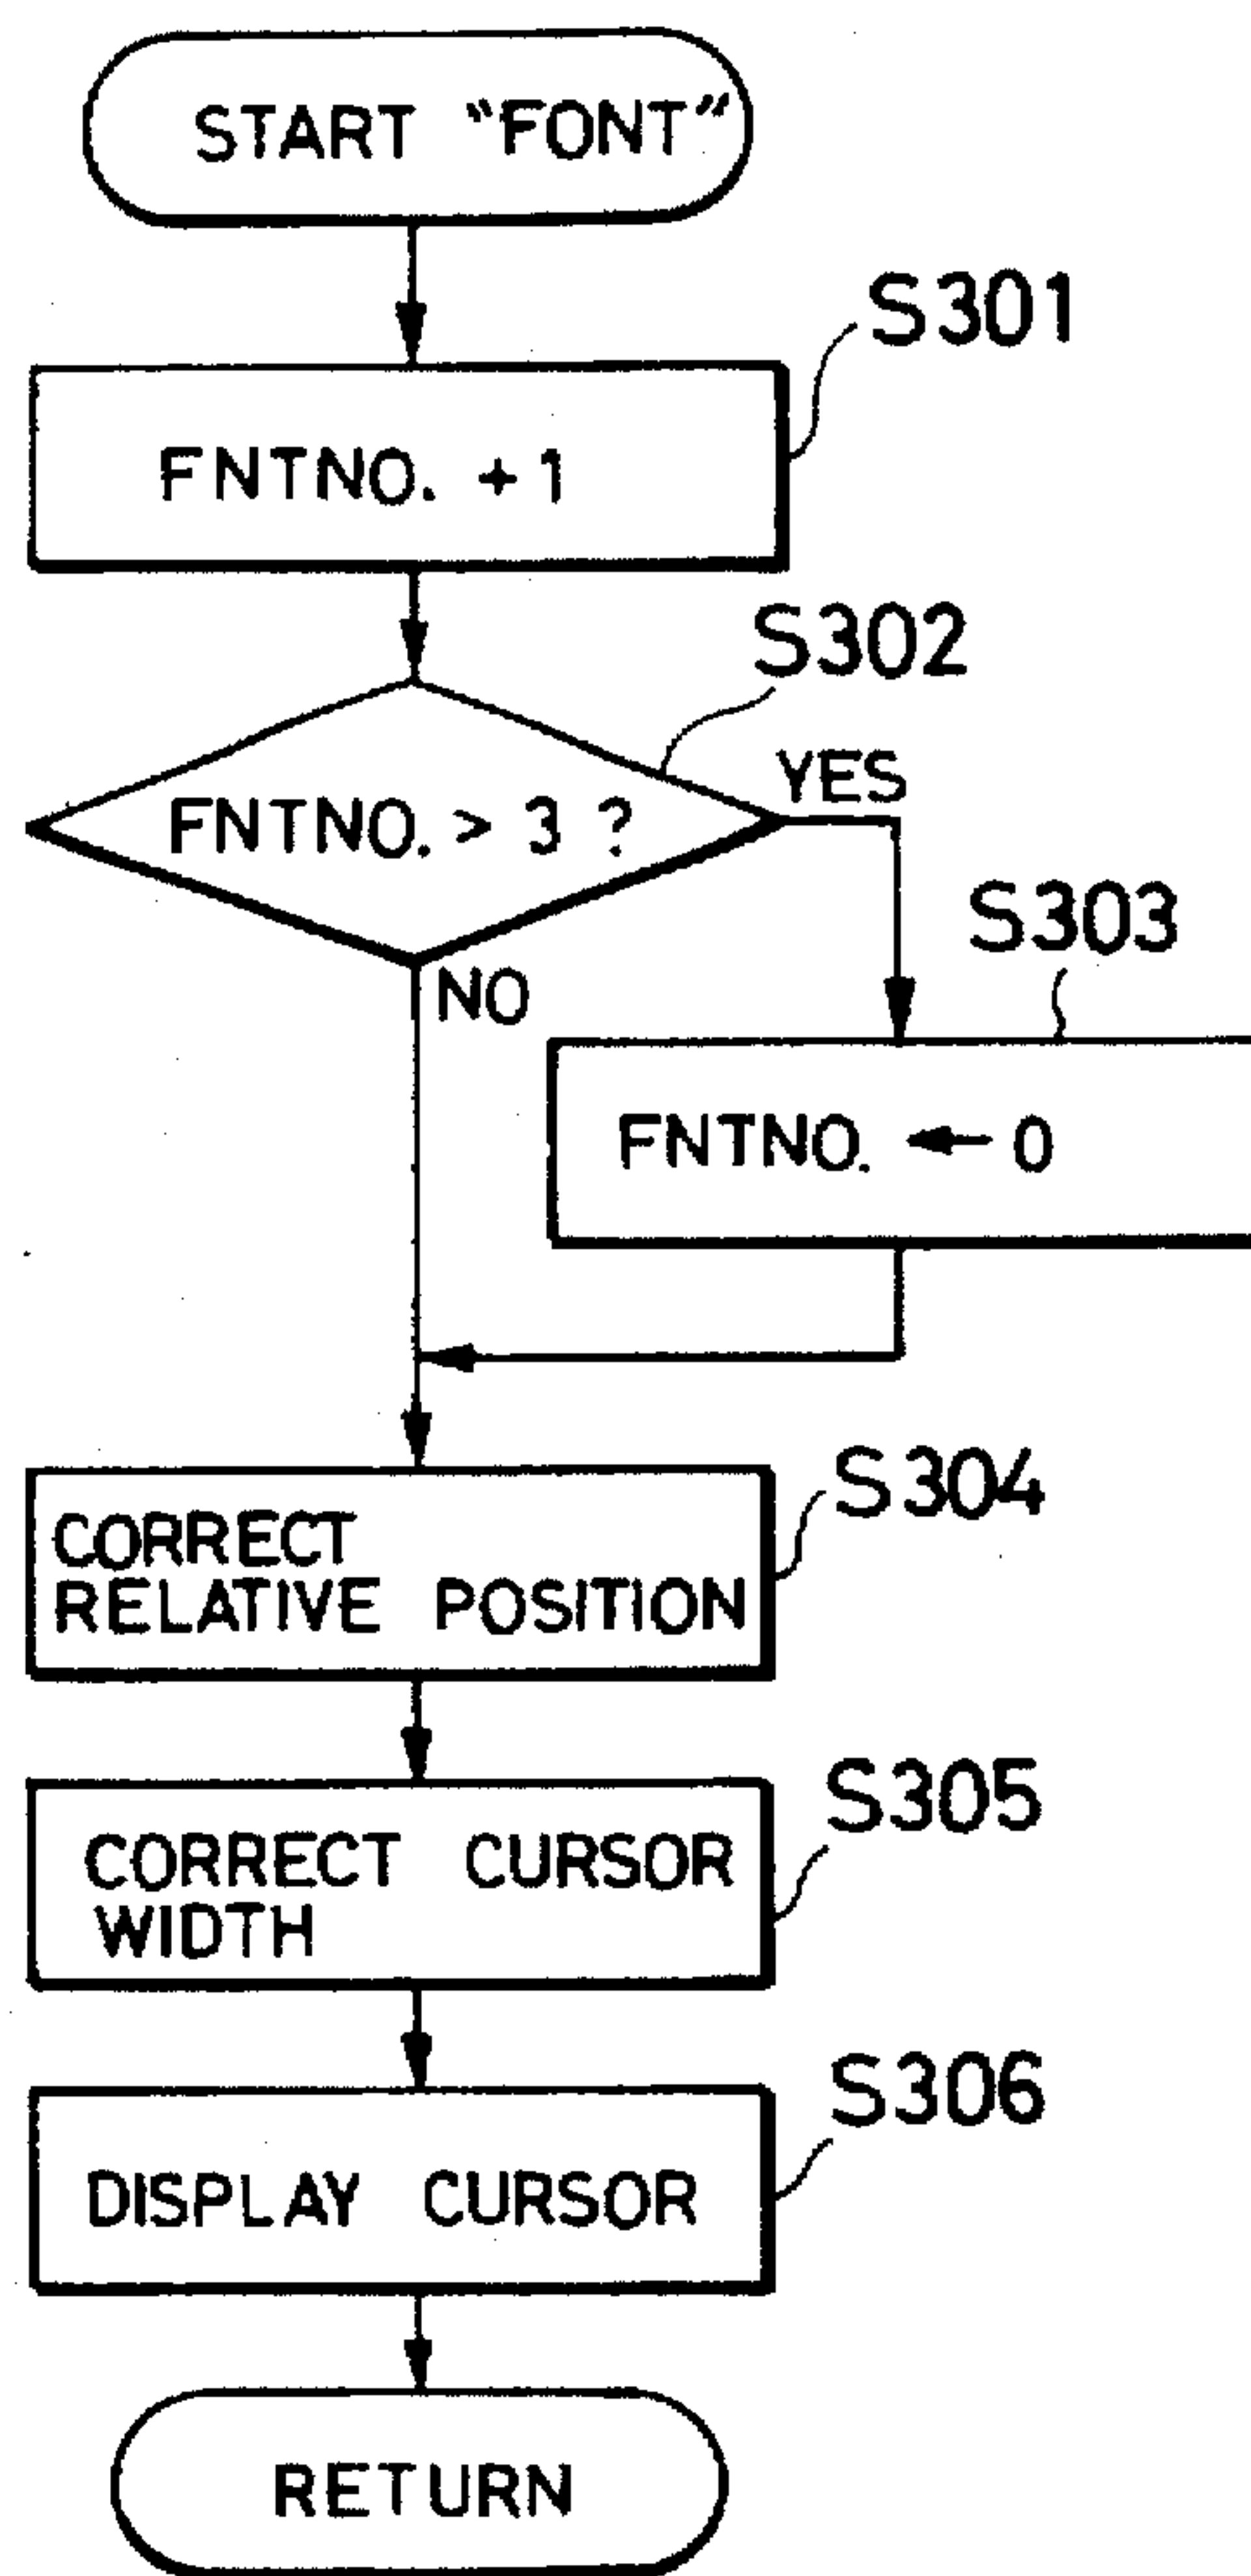 START "FONT"
S301
FNTNO. +1
S302
FNTNO. > 3 ?
YES
NO
S303
FNTNO. ← 0
S304
CORRECT
RELATIVE POSITION
S305
CORRECT CURSOR
WIDTH
S306
DISPLAY CURSOR
RETURN